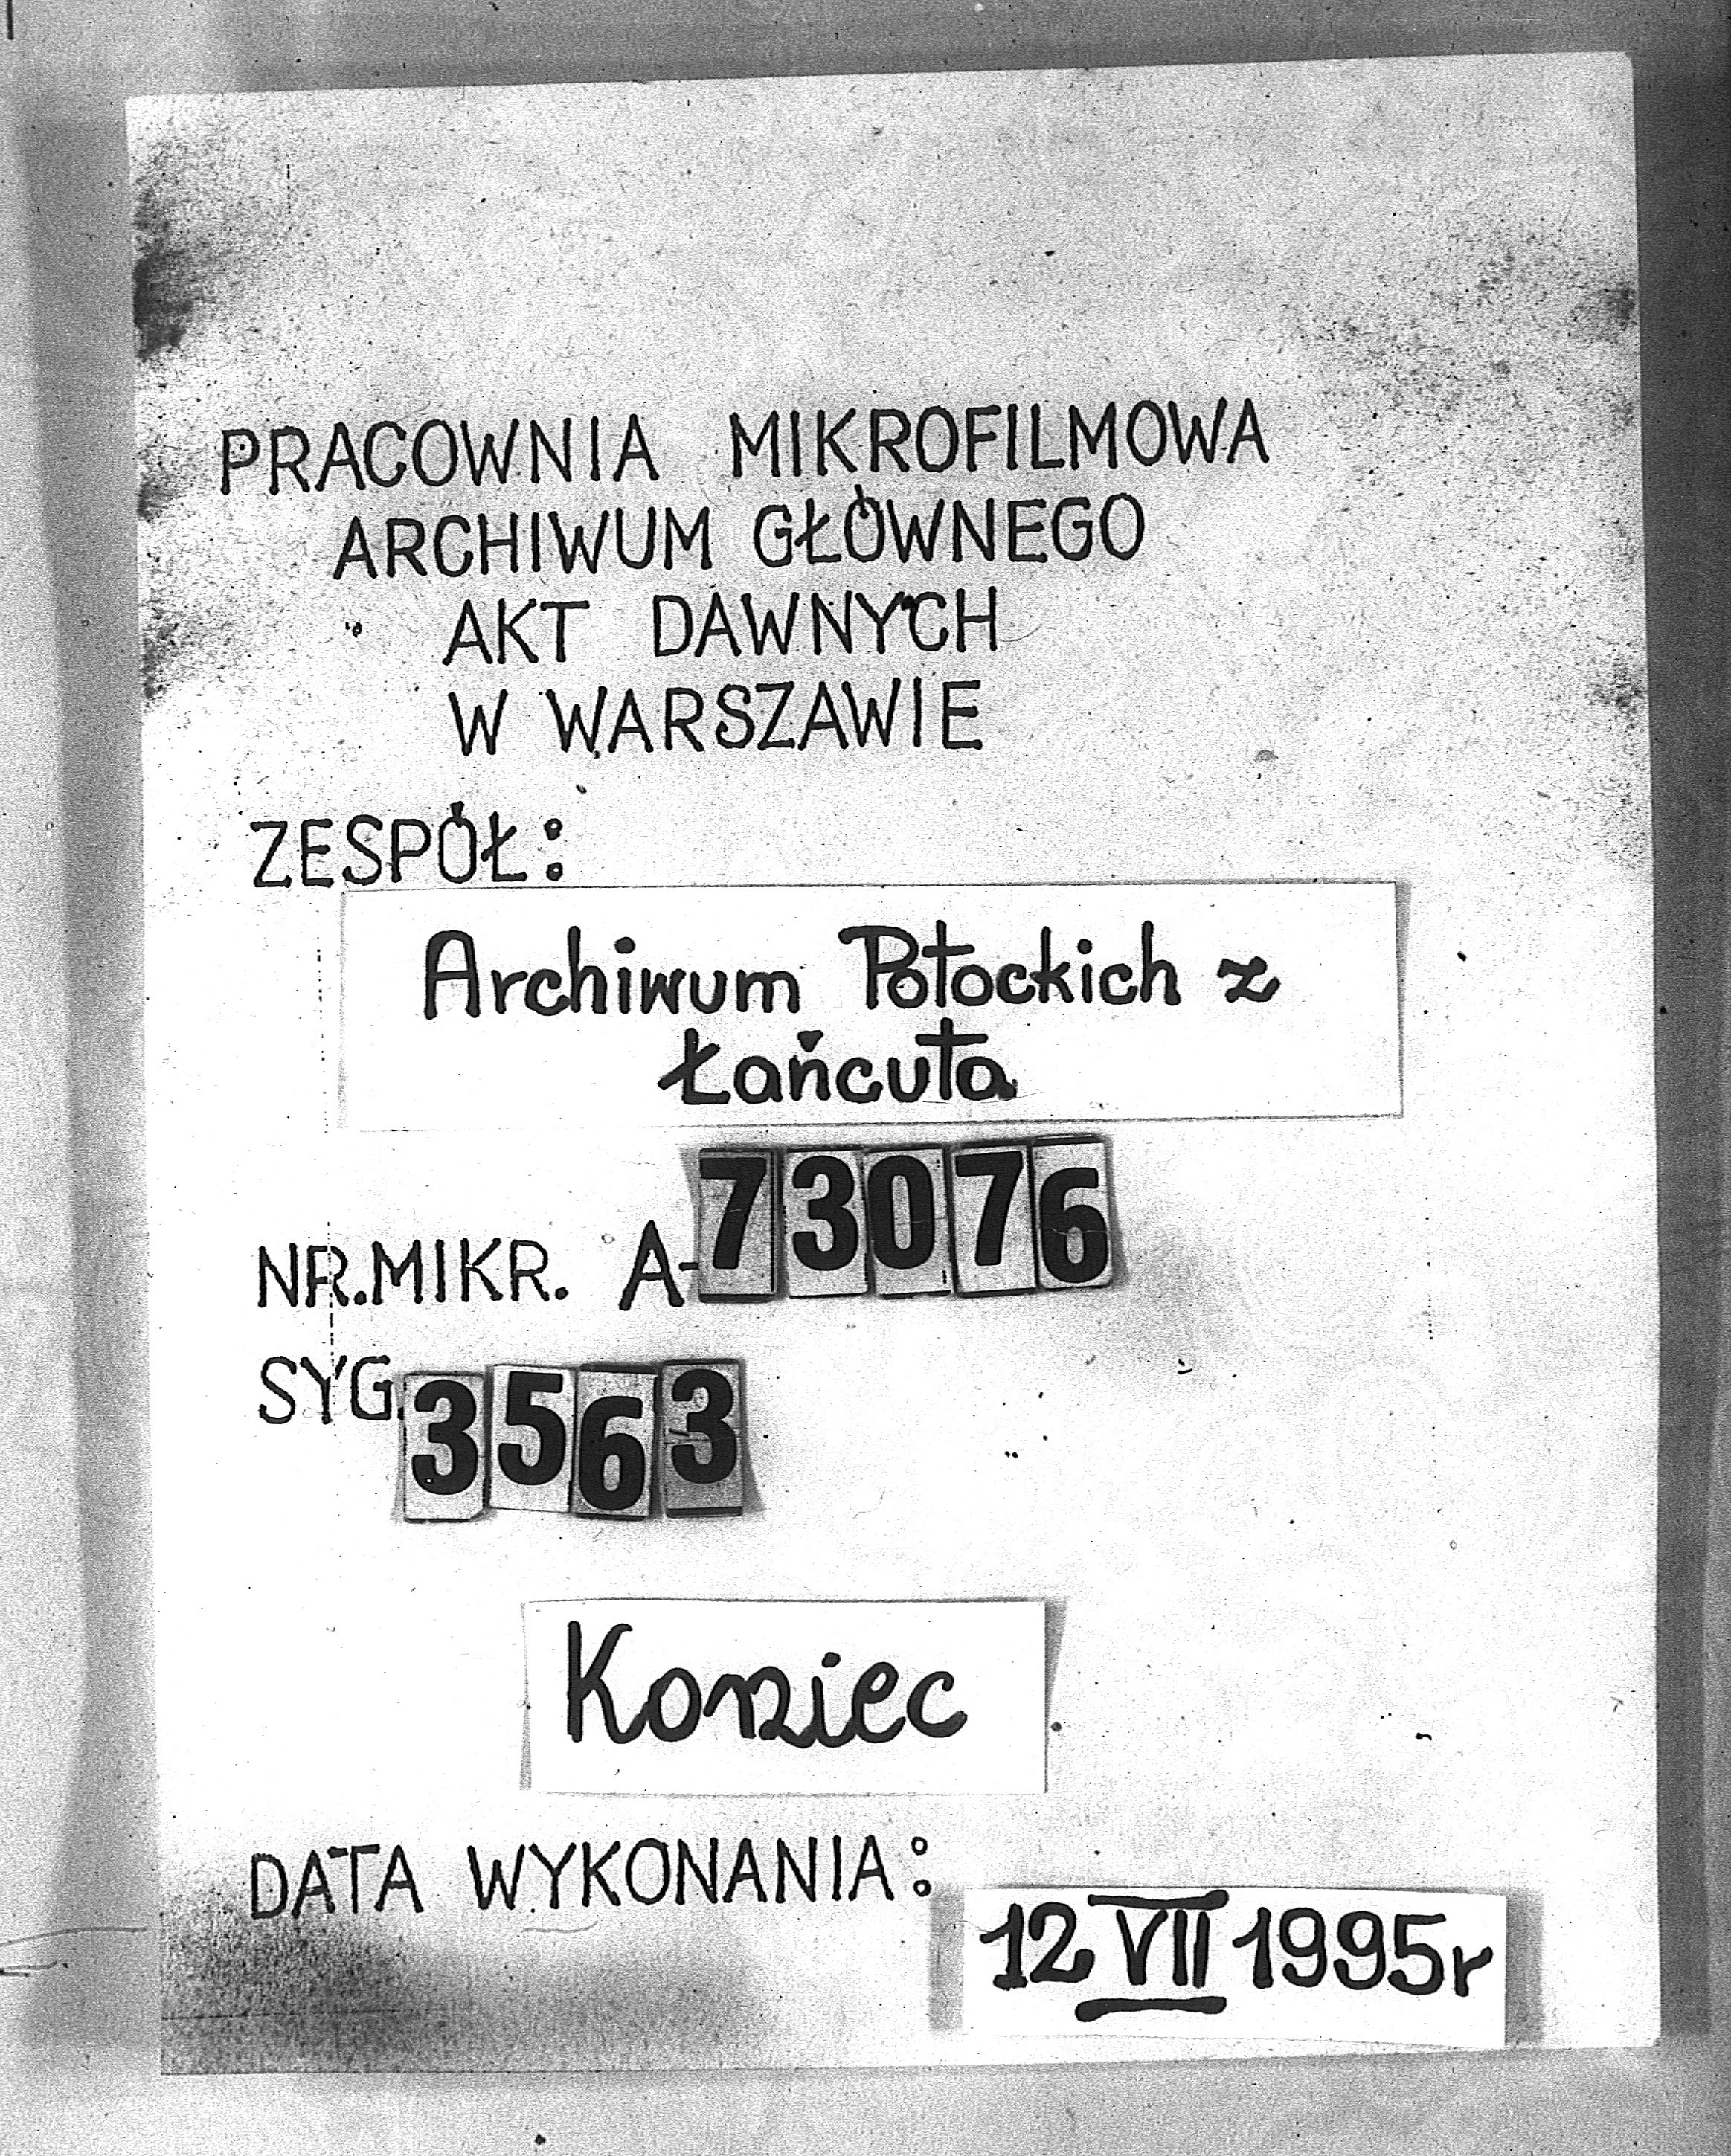 PRACOWNIA MIKROFILMOWA
ARCHIWUM GŁÓWNEGO
AKT DAWNYCH
W WARSZAWIE
ZESPÓŁ:
Archiwum Potockich z
Łańcuta
NR.MIKR. A-73076
SYG.3563
Koniec
DATA WYKONANIA:
12 VII 1995r